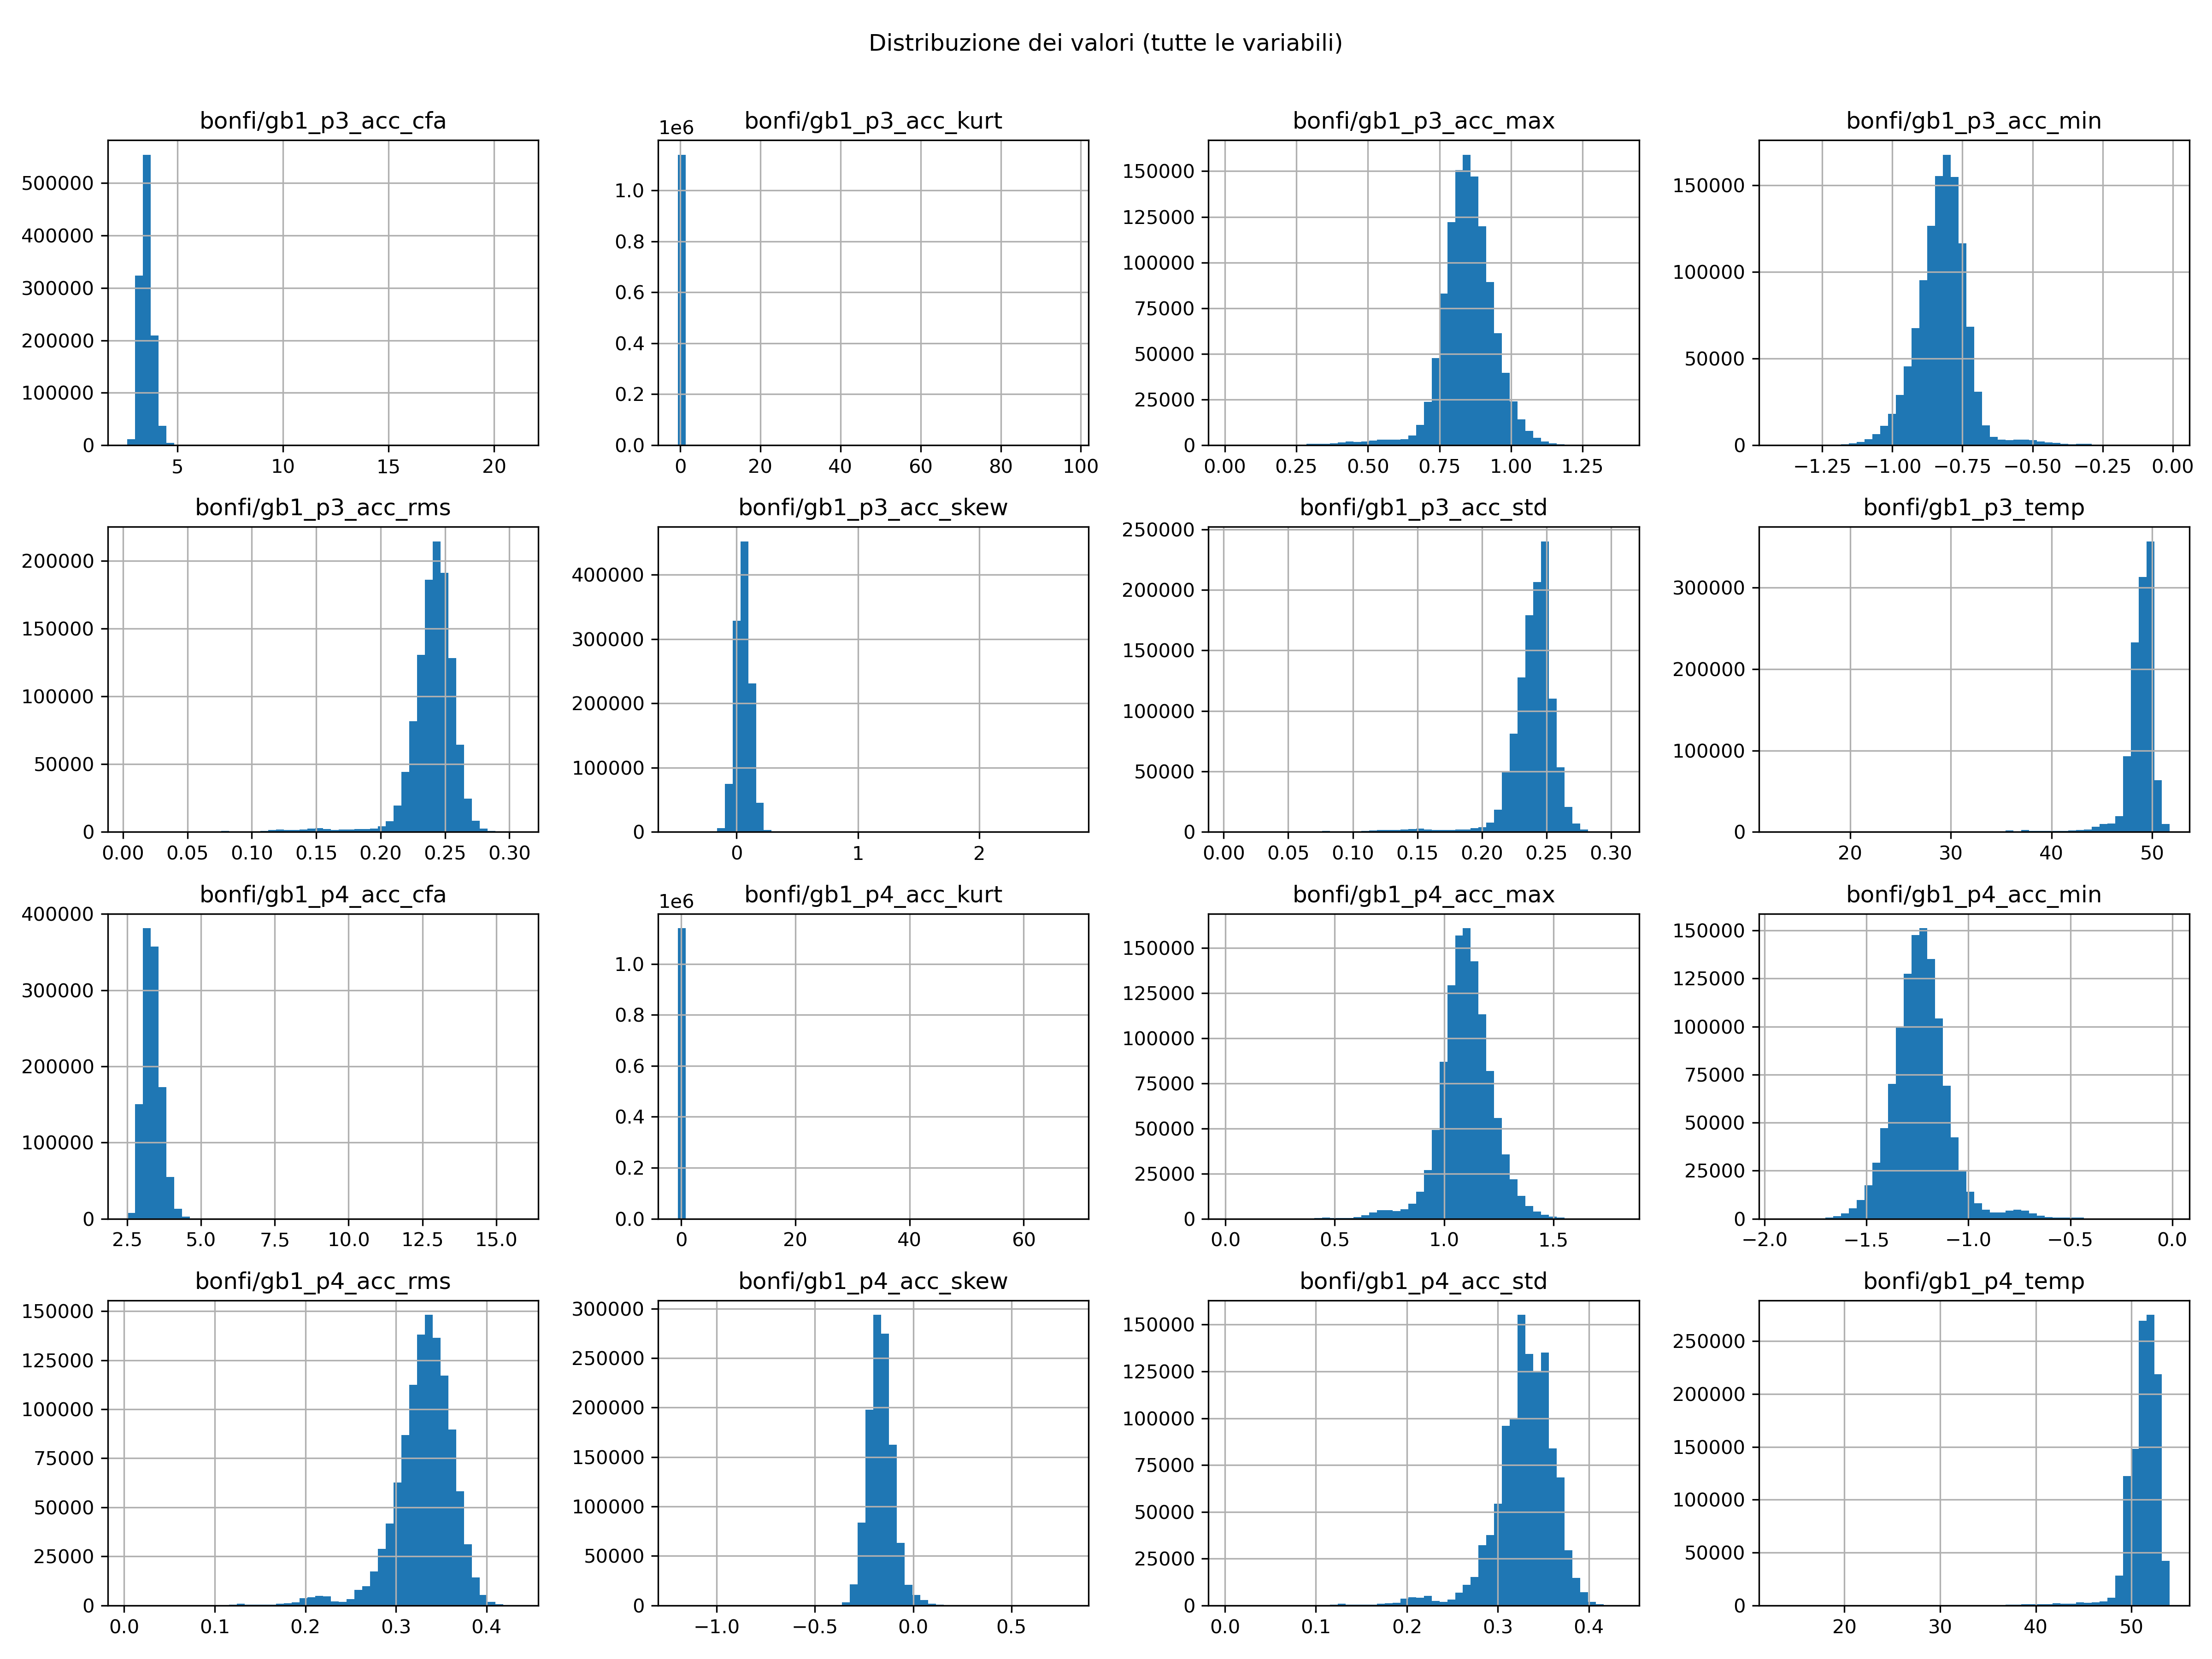 Distribuzione dei valori (tutte le variabili)
bonfi/gb1_p3_acc_cfa
500000
400000
300000
200000
100000
0
5 10 15 20
bonfi/gb1_p3_acc_kurt
1e6
1.0
0.8
0.6
0.4
0.2
0.0
0 20 40 60 80 100
bonfi/gb1_p3_acc_max
150000
125000
100000
75000
50000
25000
0
0.00 0.25 0.50 0.75 1.00 1.25
bonfi/gb1_p3_acc_min
150000
100000
50000
0
−1.25 −1.00 −0.75 −0.50 −0.25 0.00
bonfi/gb1_p3_acc_rms
200000
150000
100000
50000
0
0.00 0.05 0.10 0.15 0.20 0.25 0.30
bonfi/gb1_p3_acc_skew
400000
300000
200000
100000
0
0 1 2
bonfi/gb1_p3_acc_std
250000
200000
150000
100000
50000
0
0.00 0.05 0.10 0.15 0.20 0.25 0.30
bonfi/gb1_p3_temp
300000
200000
100000
0
20 30 40 50
bonfi/gb1_p4_acc_cfa
400000
300000
200000
100000
0
2.5 5.0 7.5 10.0 12.5 15.0
bonfi/gb1_p4_acc_kurt
1e6
1.0
0.8
0.6
0.4
0.2
0.0
0 20 40 60
bonfi/gb1_p4_acc_max
150000
125000
100000
75000
50000
25000
0
0.0 0.5 1.0 1.5
bonfi/gb1_p4_acc_min
150000
125000
100000
75000
50000
25000
0
−2.0 −1.5 −1.0 −0.5 0.0
bonfi/gb1_p4_acc_rms
150000
125000
100000
75000
50000
25000
0
0.0 0.1 0.2 0.3 0.4
bonfi/gb1_p4_acc_skew
300000
250000
200000
150000
100000
50000
0
−1.0 −0.5 0.0 0.5
bonfi/gb1_p4_acc_std
150000
125000
100000
75000
50000
25000
0
0.0 0.1 0.2 0.3 0.4
bonfi/gb1_p4_temp
250000
200000
150000
100000
50000
0
20 30 40 50